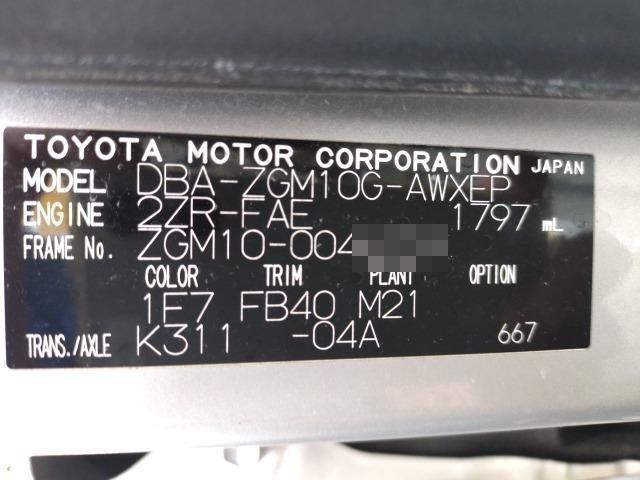 TOYOTA MOTOR CORPORATION JAPAN
MODEL DBA-ZGM10G-AWXEP
ENGINE 2ZR-FAE 1797 mL
FRAME No. ZGM10-004
COLOR TRIM PLANT OPTION
1E7 FB40 M21
TRANS./AXLE K311 -04A 667